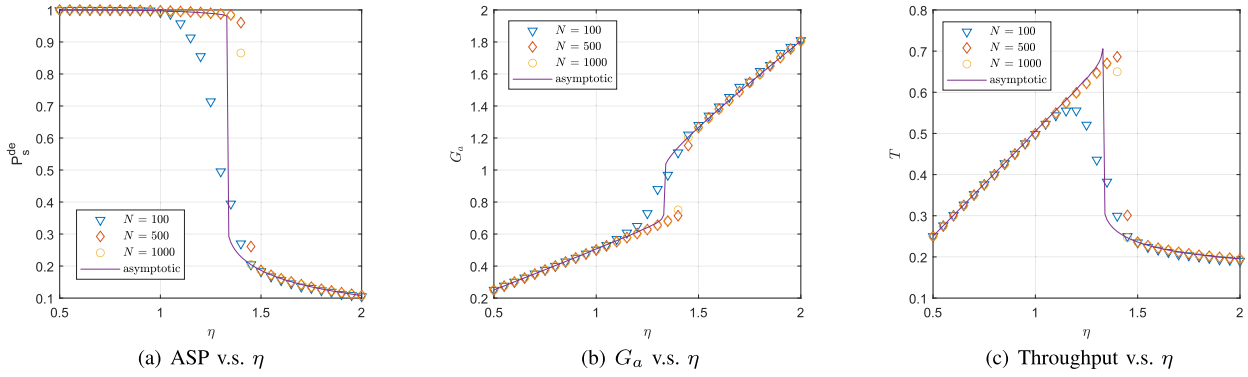 1
0.9
0.8
0.7
0.6
0.5
0.4
0.3
0.2
0.1
0.5
1
1.5
2
P_s^de
η
N = 100
N = 500
N = 1000
asymptotic
(a) ASP v.s. η
2
1.8
1.6
1.4
1.2
1
0.8
0.6
0.4
0.2
0.5
1
1.5
2
G_a
η
N = 100
N = 500
N = 1000
asymptotic
(b) G_a v.s. η
0.8
0.7
0.6
0.5
0.4
0.3
0.2
0.1
0.5
1
1.5
2
T
η
N = 100
N = 500
N = 1000
asymptotic
(c) Throughput v.s. η